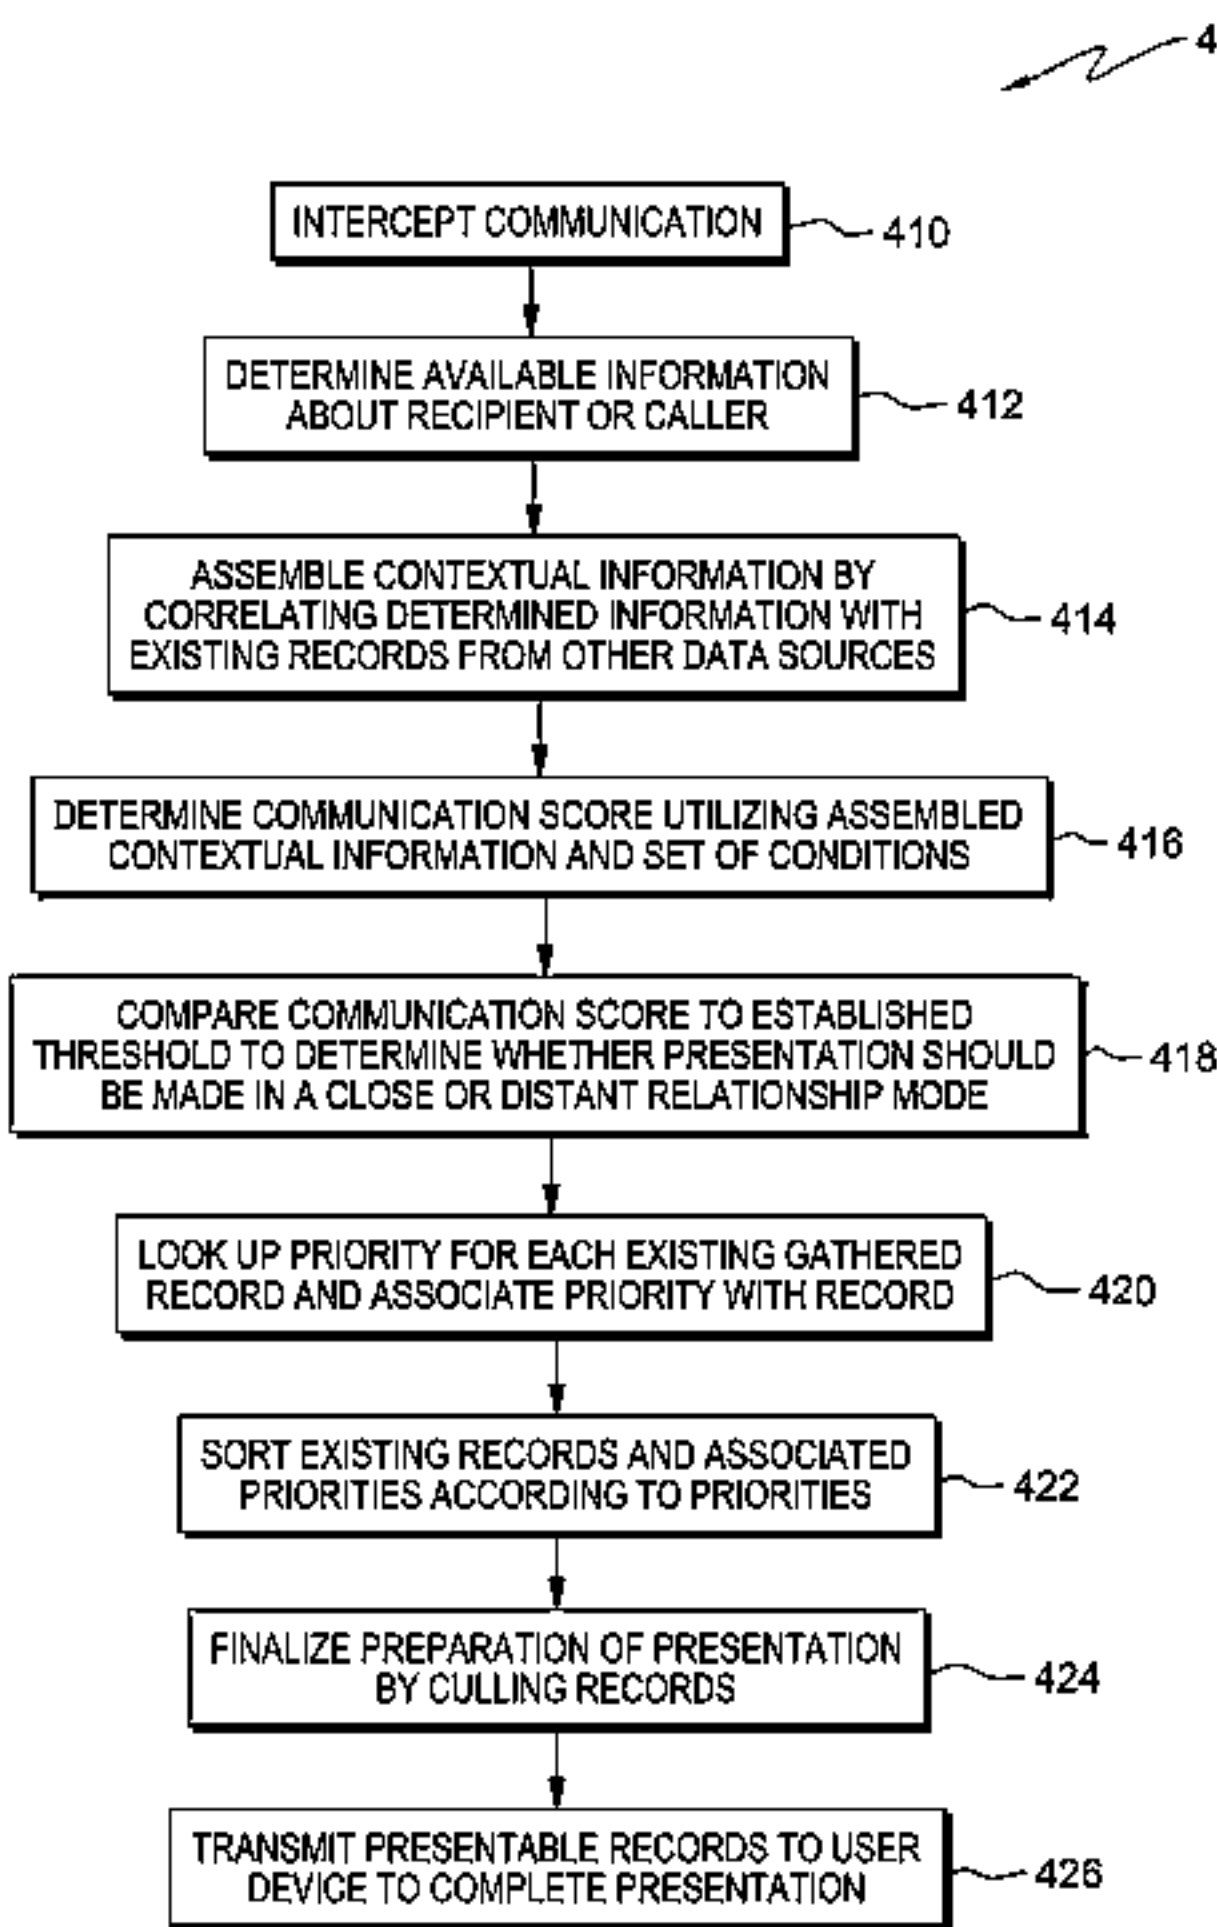 4
INTERCEPT COMMUNICATION
410
DETERMINE AVAILABLE INFORMATION
ABOUT RECIPIENT OR CALLER
412
ASSEMBLE CONTEXTUAL INFORMATION BY
CORRELATING DETERMINED INFORMATION WITH
EXISTING RECORDS FROM OTHER DATA SOURCES
414
DETERMINE COMMUNICATION SCORE UTILIZING ASSEMBLED
CONTEXTUAL INFORMATION AND SET OF CONDITIONS
416
COMPARE COMMUNICATION SCORE TO ESTABLISHED
THRESHOLD TO DETERMINE WHETHER PRESENTATION SHOULD
BE MADE IN A CLOSE OR DISTANT RELATIONSHIP MODE
418
LOOK UP PRIORITY FOR EACH EXISTING GATHERED
RECORD AND ASSOCIATE PRIORITY WITH RECORD
420
SORT EXISTING RECORDS AND ASSOCIATED
PRIORITIES ACCORDING TO PRIORITIES
422
FINALIZE PREPARATION OF PRESENTATION
BY CULLING RECORDS
424
TRANSMIT PRESENTABLE RECORDS TO USER
DEVICE TO COMPLETE PRESENTATION
426